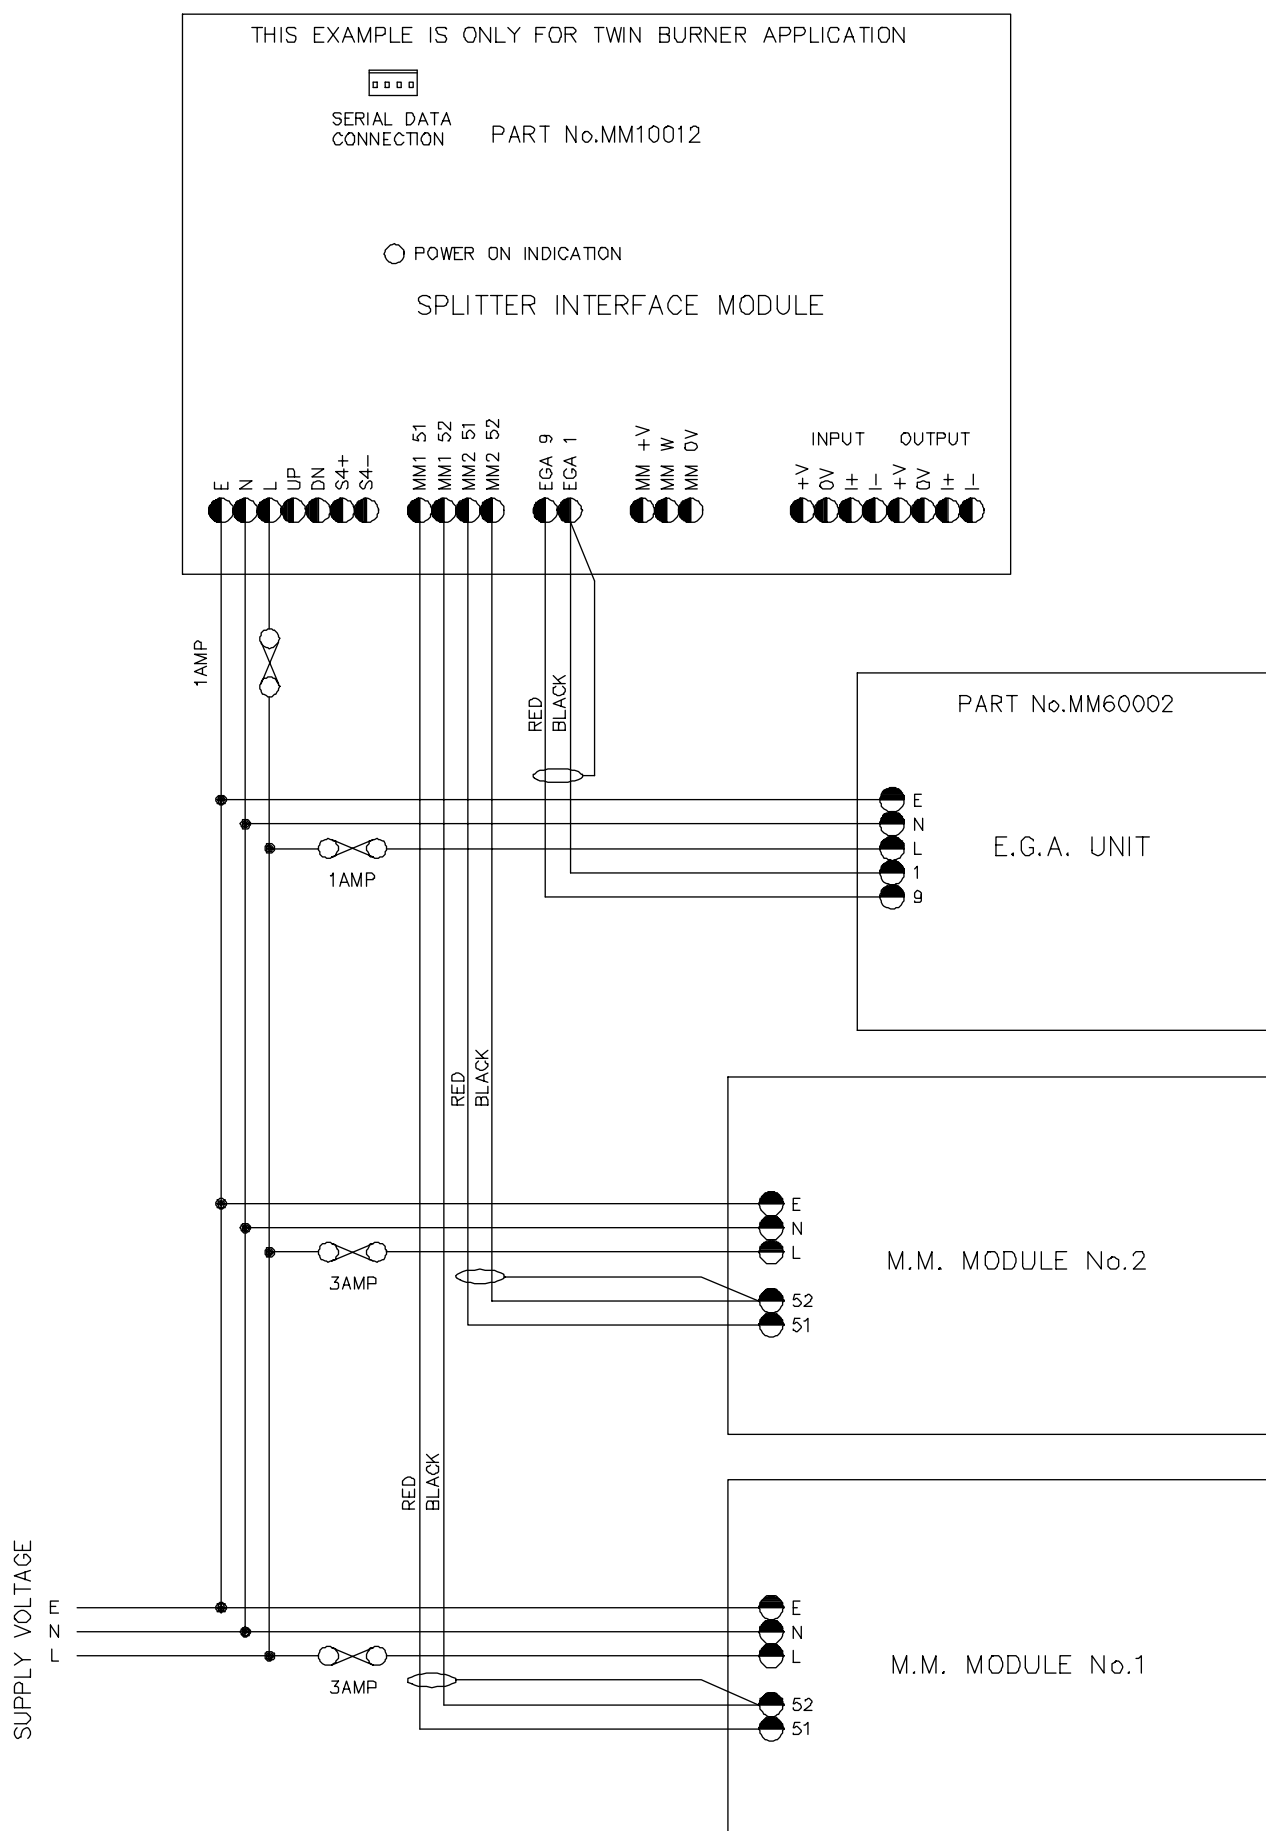 THIS EXAMPLE IS ONLY FOR TWIN BURNER APPLICATION
SERIAL DATA
CONNECTION
PART No.MM10012
POWER ON INDICATION
SPLITTER INTERFACE MODULE
INPUT OUTPUT
E
N
L
UP
DN
S4+
S4-
MM1 51
MM1 52
MM2 51
MM2 52
EGA 9
EGA 1
MM +V
MM W
MM 0V
+V
0V
I+
I-
+V
0V
I+
I-
1AMP
RED
BLACK
PART No.MM60002
E
N
L
1
9
E.G.A. UNIT
1AMP
RED
BLACK
E
N
L
52
51
M.M. MODULE No.2
3AMP
RED
BLACK
SUPPLY VOLTAGE
E
N
L
3AMP
E
N
L
52
51
M.M. MODULE No.1